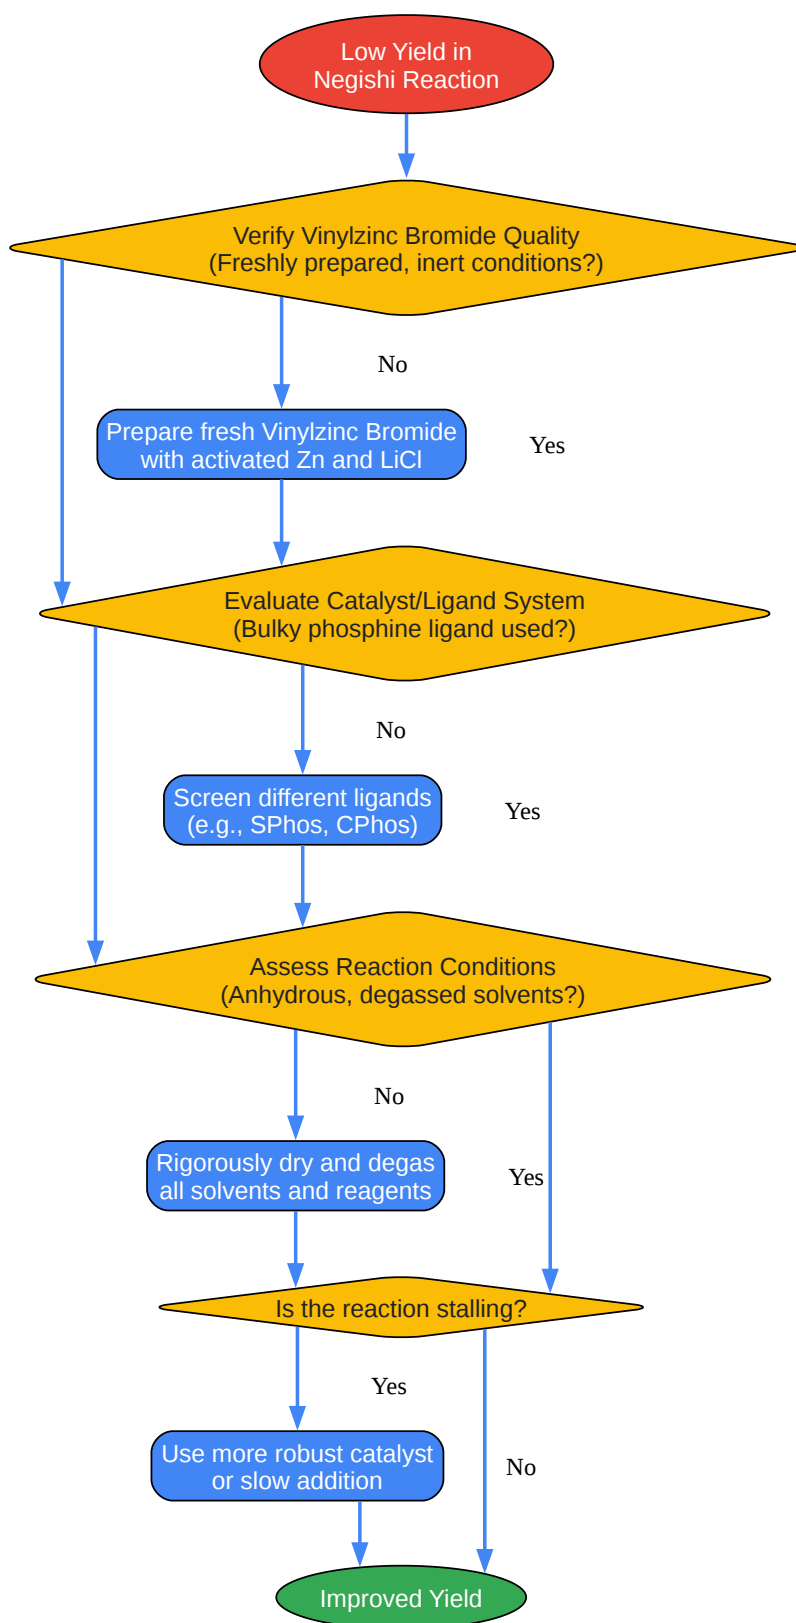 Low Yield in
Negishi Reaction
Verify Vinylzinc Bromide Quality
(Freshly prepared, inert conditions?)
No
Prepare fresh Vinylzinc Bromide
with activated Zn and LiCl
Yes
Evaluate Catalyst/Ligand System
(Bulky phosphine ligand used?)
No
Screen different ligands
(e.g., SPhos, CPhos)
Yes
Assess Reaction Conditions
(Anhydrous, degassed solvents?)
No
Rigorously dry and degas
all solvents and reagents
Yes
Is the reaction stalling?
Yes
Use more robust catalyst
or slow addition
No
Improved Yield